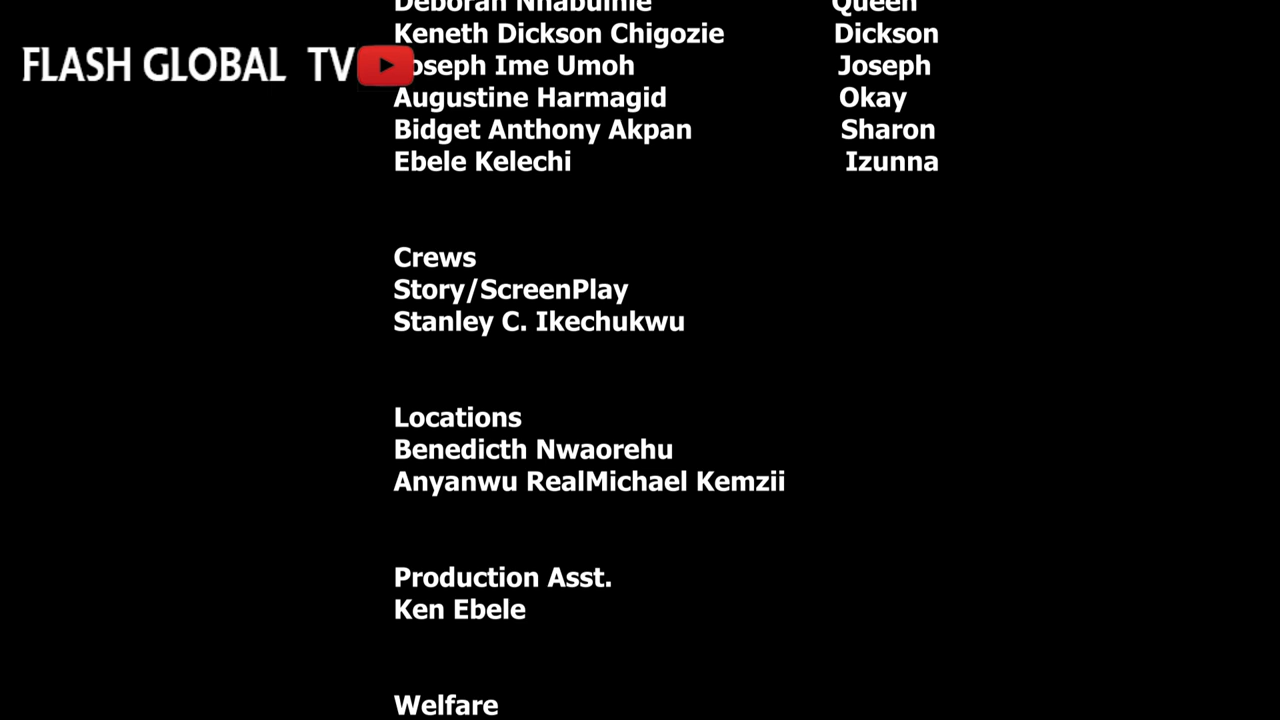 Queen
Keneth Dickson Chigozie Dickson
FLASH GLOBAL TV
Ime Umoh Joseph
Augustine Harmagid Okay
Bidget Anthony Akpan Sharon
Ebele Kelechi Izunna
Crews
Story/ScreenPlay
Stanley C. Ikechukwu
Locations
Benedicth Nwaorehu
Anyanwu RealMichael Kemzii
Production Asst.
Ken Ebele
Welfare